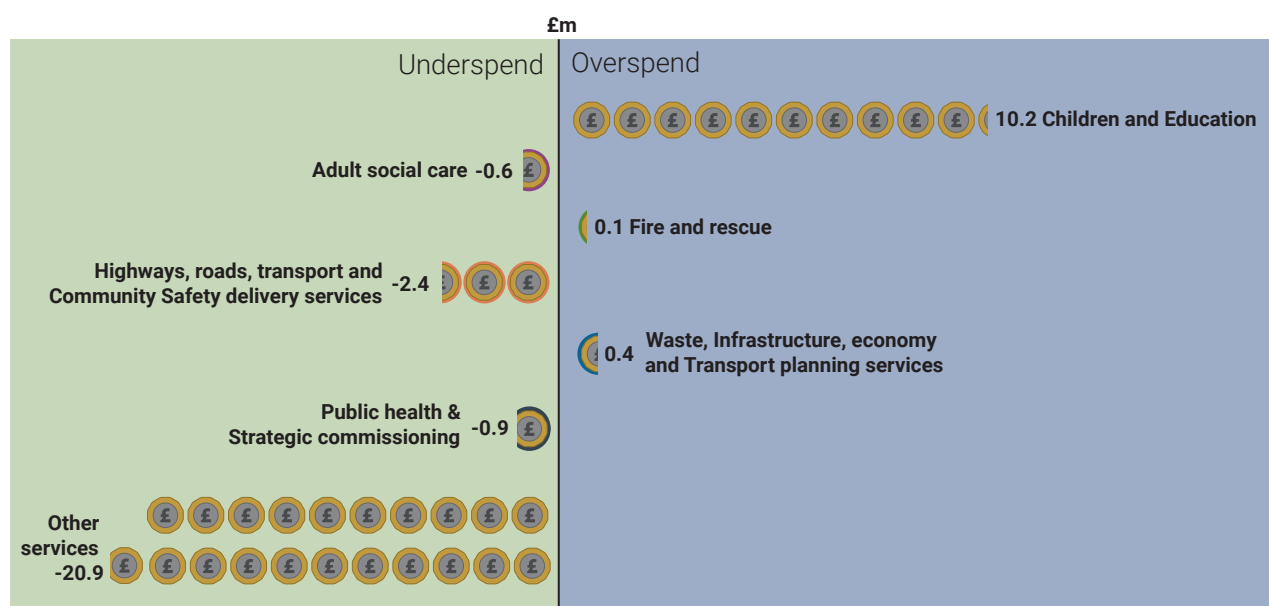 £m
Underspend
Overspend
10.2 Children and Education
Adult social care -0.6
0.1 Fire and rescue
Highways, roads, transport and
Community Safety delivery services -2.4
0.4 Waste, Infrastructure, economy
and Transport planning services
Public health &
Strategic commissioning -0.9
Other
services
-20.9